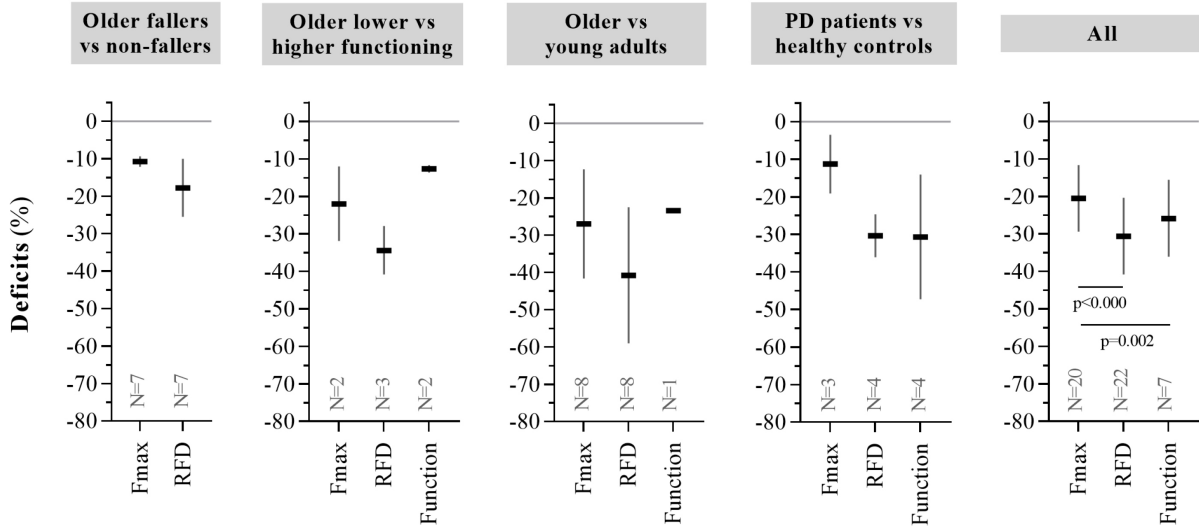 Older fallers
vs non-fallers
Older lower vs
higher functioning
Older vs
young adults
PD patients vs
healthy controls
All
Deficits (%)
0
-10
-20
-30
-40
-50
-60
-70
-80
N=7
N=7
Fmax
RFD
0
-10
-20
-30
-40
-50
-60
-70
-80
N=2
N=3
N=2
Fmax
RFD
Function
0
-10
-20
-30
-40
-50
-60
-70
-80
N=8
N=8
N=1
Fmax
RFD
Function
0
-10
-20
-30
-40
-50
-60
-70
-80
N=3
N=4
N=4
Fmax
RFD
Function
0
-10
-20
-30
-40
-50
-60
-70
-80
p<0.000
p=0.002
N=20
N=22
N=7
Fmax
RFD
Function